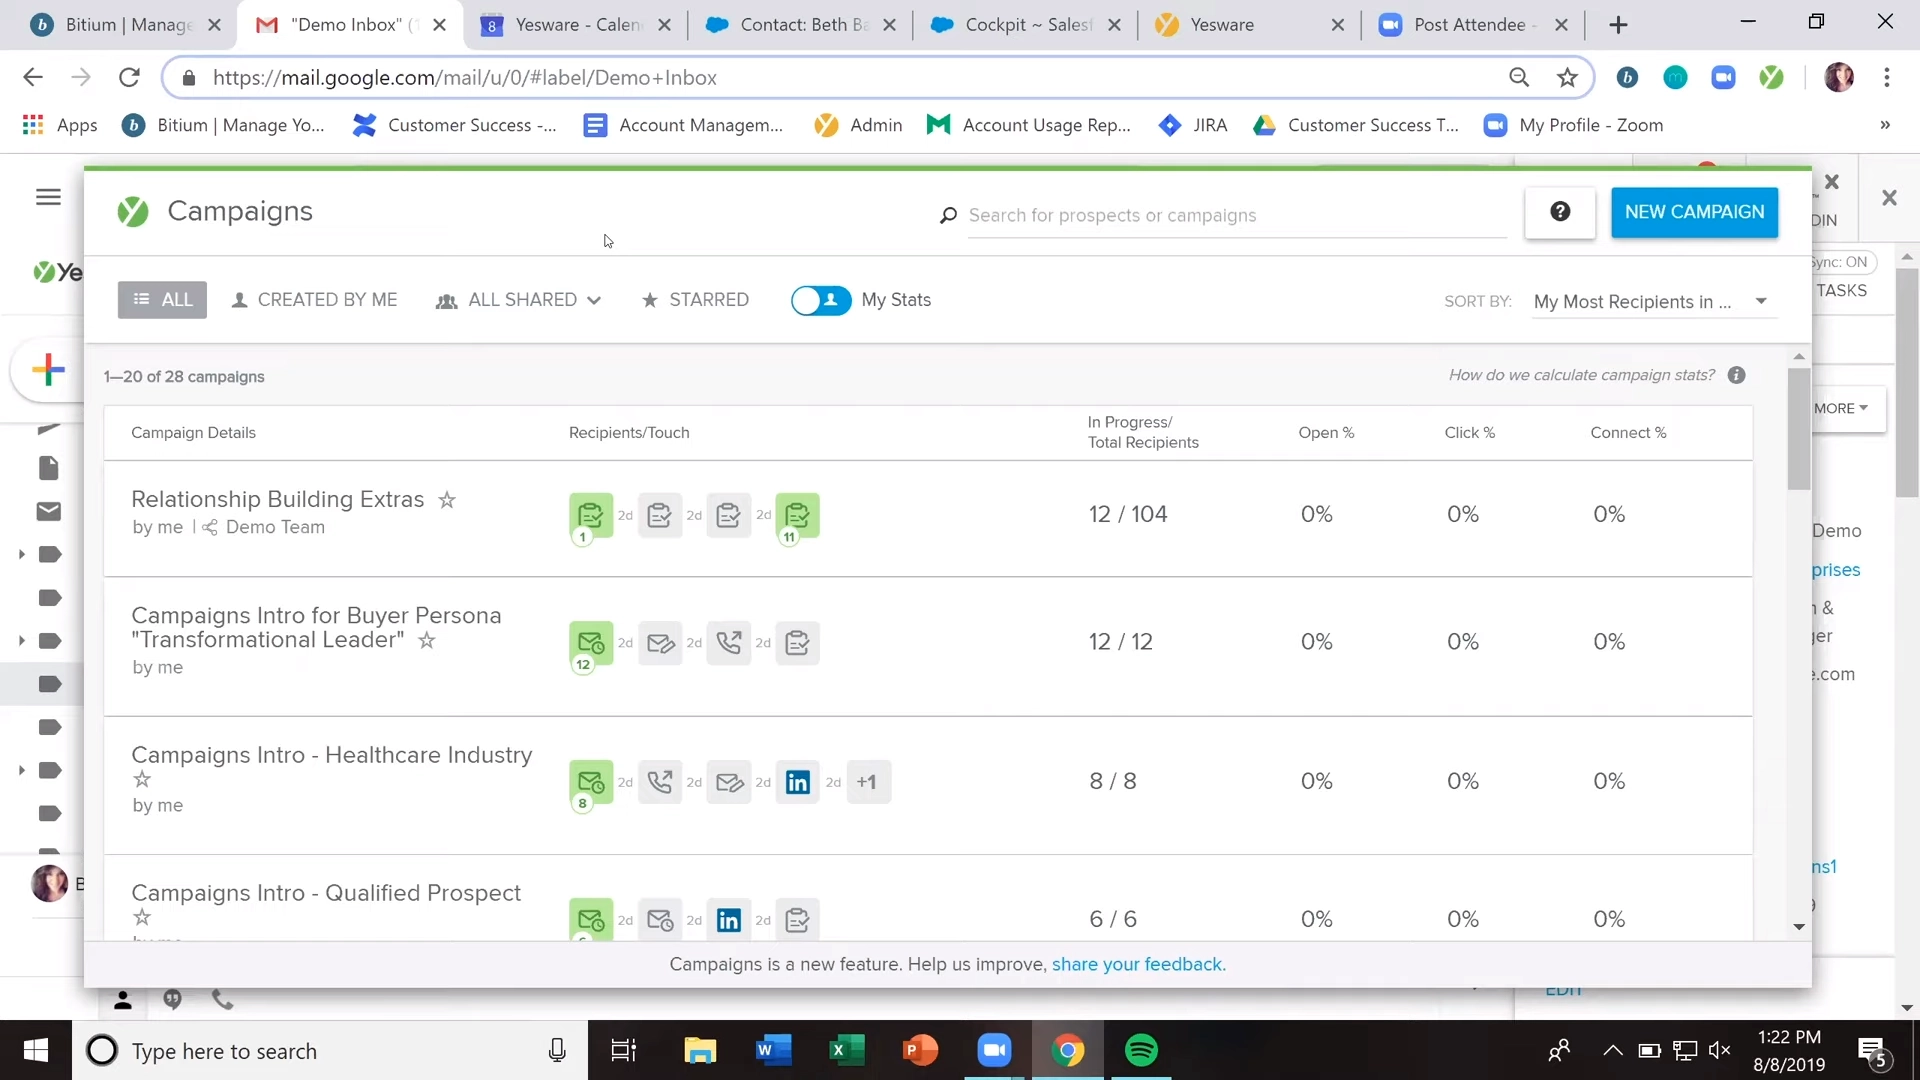 Bitium | Manage
"Demo Inbox" (
Yesware - Calen
Contact: Beth Ba
Cockpit ~ Salesf
Yesware
Post Attendee -
https://mail.google.com/mail/u/0/#label/Demo+Inbox
Apps
Bitium | Manage Yo...
Customer Success -...
Account Managem...
Admin
Account Usage Rep...
JIRA
Customer Success T...
My Profile - Zoom
»
Campaigns
Search for prospects or campaigns
?
NEW CAMPAIGN
DIN
Ye
Sync: ON
TASKS
ALL
CREATED BY ME
ALL SHARED
STARRED
My Stats
SORT BY:
My Most Recipients in ...
1—20 of 28 campaigns
How do we calculate campaign stats?
MORE
Campaign Details
Recipients/Touch
In Progress/
Total Recipients
Open %
Click %
Connect %
Relationship Building Extras
by me | Demo Team
1
2d
2d
2d
11
12 / 104
0%
0%
0%
Demo
prises
Campaigns Intro for Buyer Persona
"Transformational Leader"
by me
12
2d
2d
2d
12 / 12
0%
0%
0%
n &
ger
e.com
Campaigns Intro - Healthcare Industry
by me
8
2d
2d
2d
in
2d
+1
8 / 8
0%
0%
0%
Campaigns Intro - Qualified Prospect
by me
2d
2d
in
2d
6 / 6
0%
0%
0%
ns1
9
B
Campaigns is a new feature. Help us improve, share your feedback.
EDIT
Type here to search
1:22 PM
8/8/2019
5